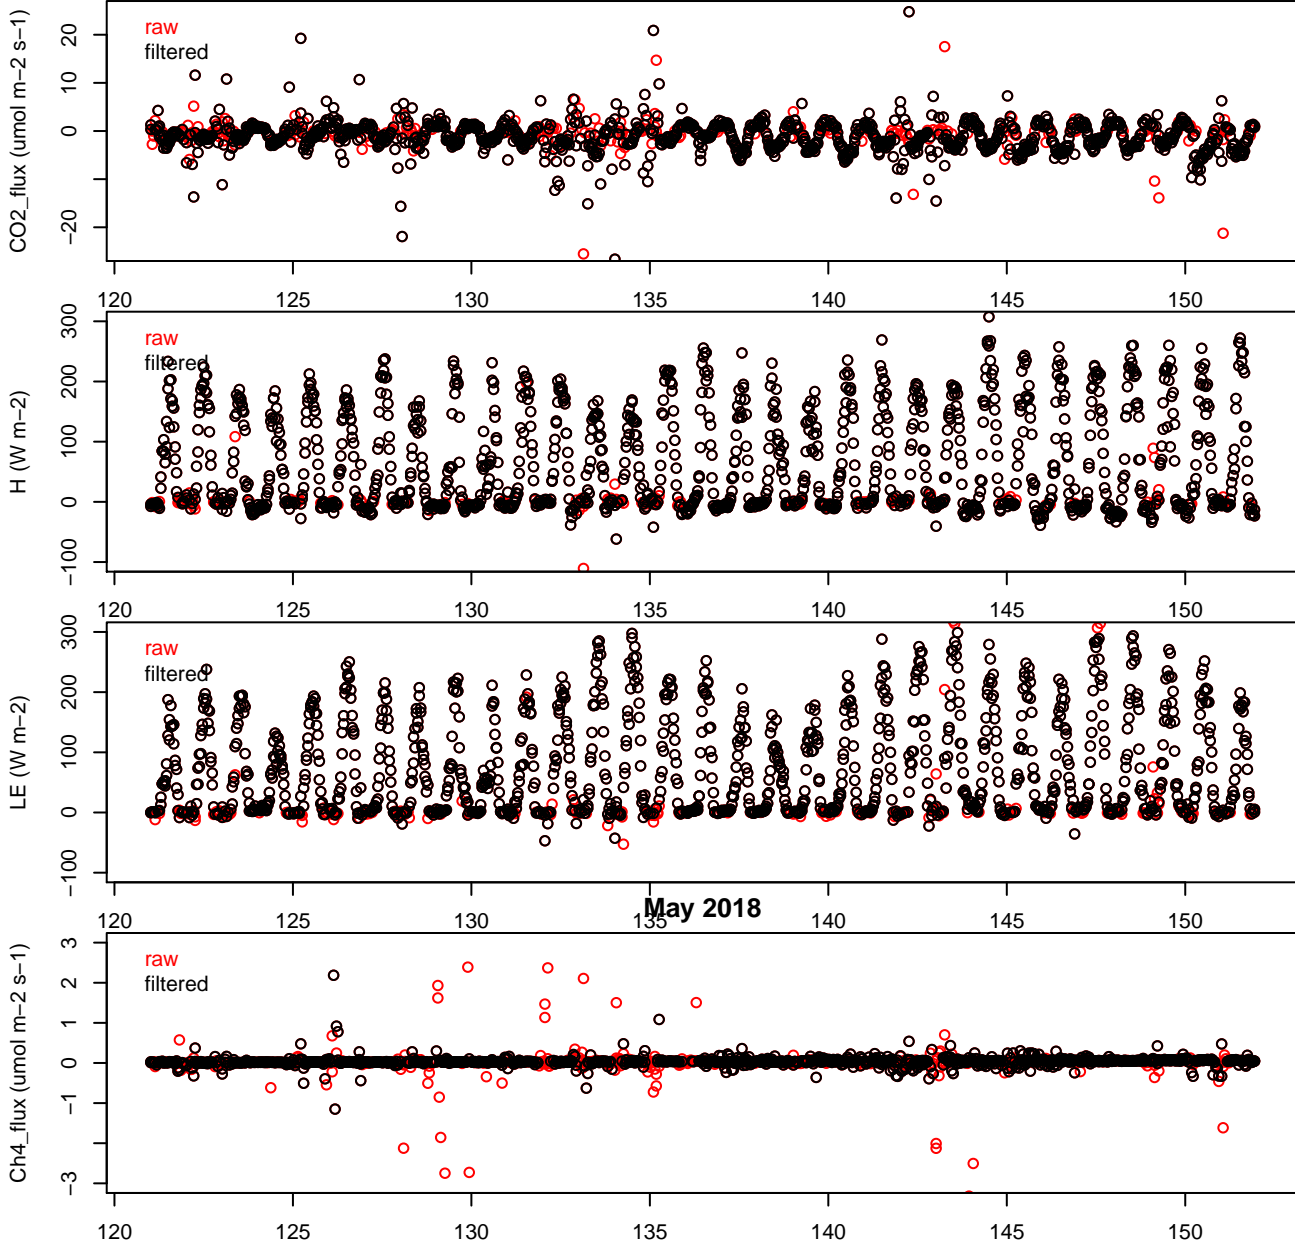 CO2_flux (umol m−2 s−1)
raw
filtered
20
10
0
−20
120 125 130 135 140 145 150
H (W m−2)
raw
filtered
300
200
100
0
−100
120 125 130 135 140 145 150
LE (W m−2)
raw
filtered
300
200
100
0
−100
120 125 130 135 140 145 150
May 2018
Ch4_flux (umol m−2 s−1)
raw
filtered
3
2
1
0
−1
−3
120 125 130 135 140 145 150